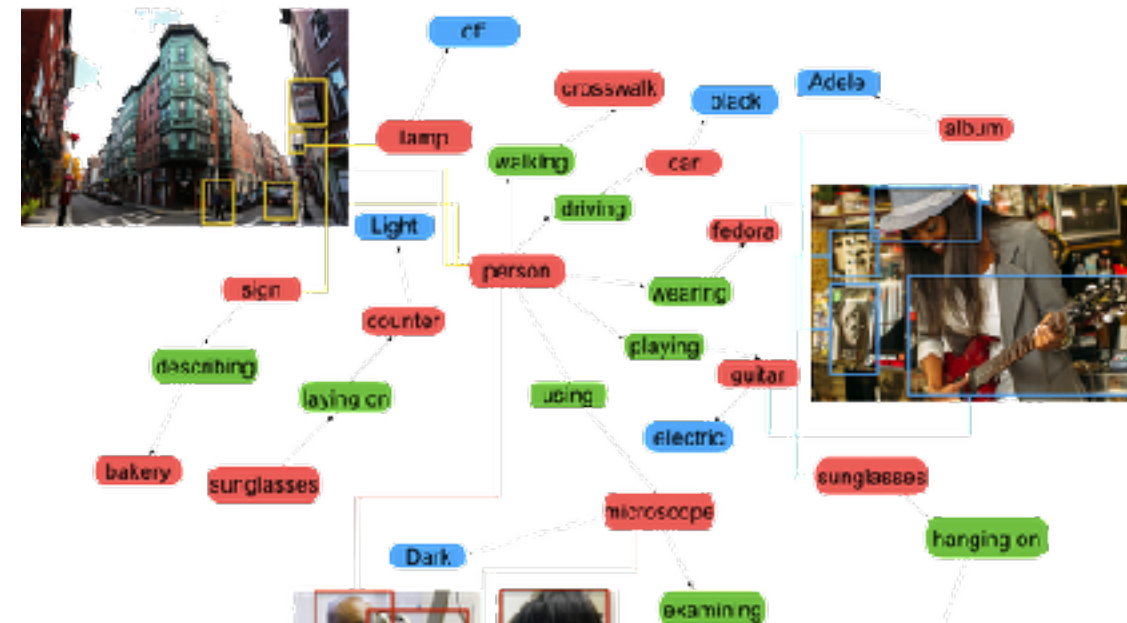 off
crosswalk
black
Adele
album
lamp
walking
car
driving
Light
fedora
person
sign
wearing
counter
playing
describing
guitar
laying on
using
electric
bakery
sunglasses
sunglasses
microscope
hanging on
Dark
examining